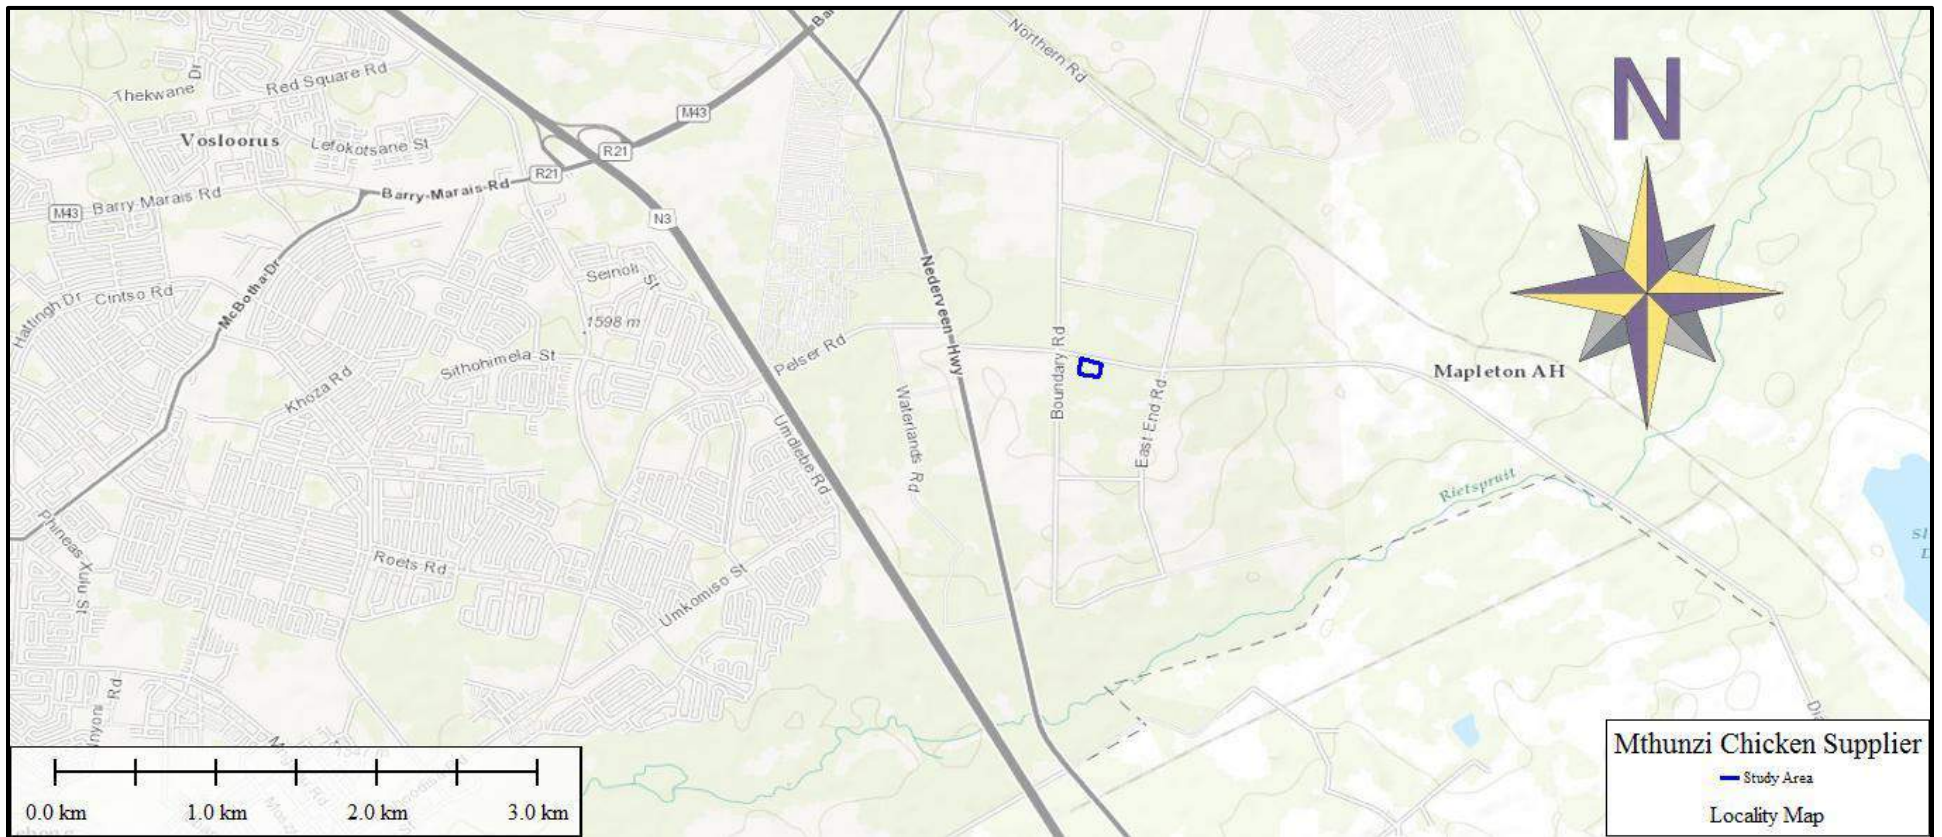 Northern Rd
N
Thekwane Dr
Red Square Rd
M43
Vosloorus
Lefokotsane St
R21
R21
Barry-Marais-Rd
M43
Barry Marais Rd
N3
McBotha Dr
Nederveen-Hwy
Seinoli St
Hattingh Dr
Cintso Rd
1598 m
Sithohimela St
Pelser Rd
Boundary Rd
Mapleton AH
Khoza Rd
Waterlands Rd
East End Rd
Umdlebe Rd
Rietspruit
Phineas Xulu St
Roets Rd
Umkomiso St
Inyoni Rd
Mthunzi Chicken Supplier
Study Area
Locality Map
0.0 km 1.0 km 2.0 km 3.0 km